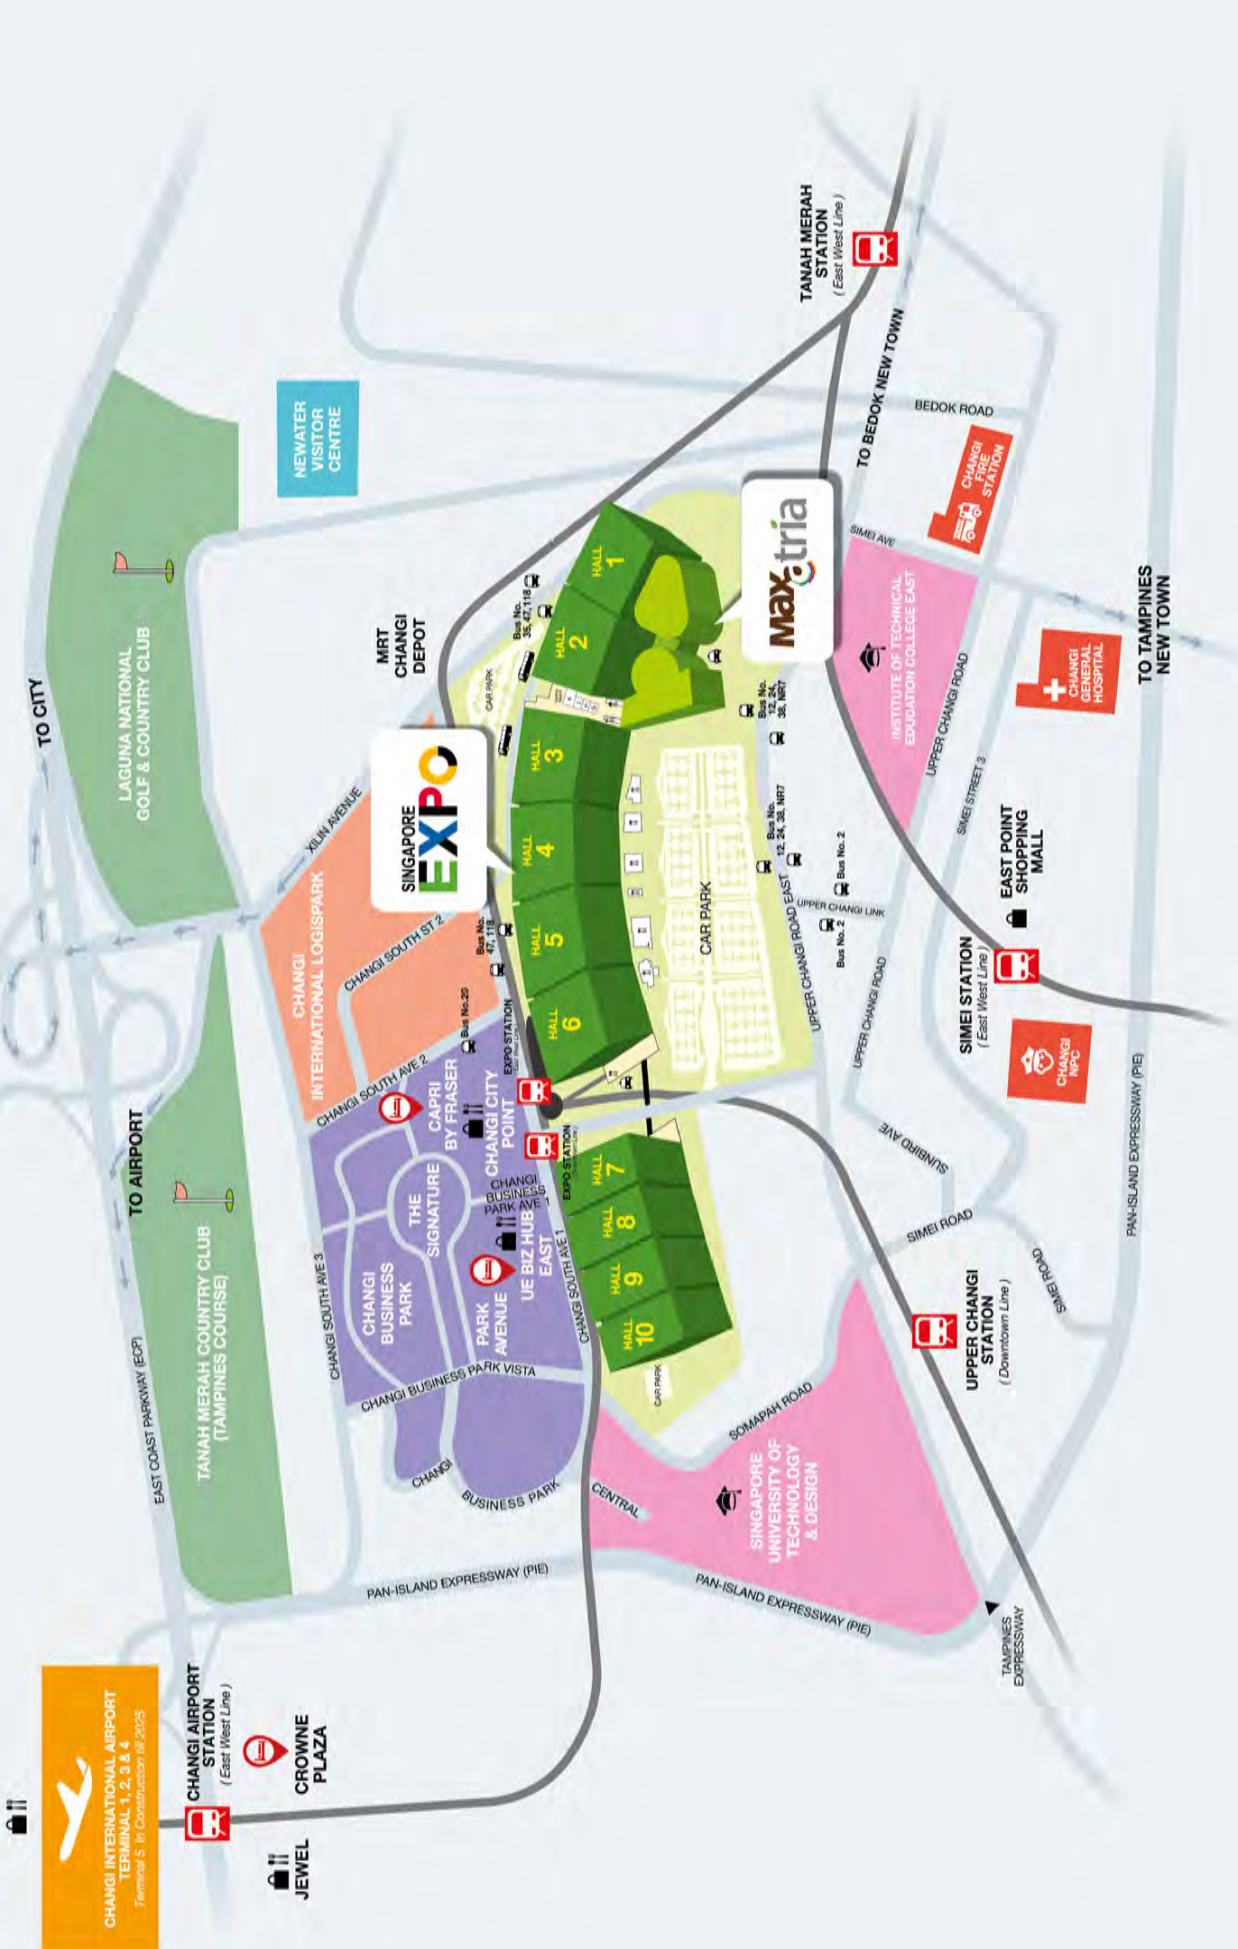 CHANGI INTERNATIONAL AIRPORT
TERMINAL 1, 2, 3 & 4
Terminal 5 In Construction till 2025
CHANGI AIRPORT
STATION
( East West Line )
JEWEL
CROWNE
PLAZA
EAST COAST PARKWAY (ECP)
TO AIRPORT
TO CITY
TANAH MERAH COUNTRY CLUB
(TAMPINES COURSE)
LAGUNA NATIONAL
GOLF & COUNTRY CLUB
NEWATER
VISITOR
CENTRE
XILIN AVENUE
CHANGI
INTERNATIONAL LOGISPARK
CHANGI SOUTH ST 2
CHANGI SOUTH AVE 2
CHANGI SOUTH AVE 3
MRT
CHANGI
DEPOT
SINGAPORE
EXPO
CHANGI
BUSINESS
PARK
THE
SIGNATURE
CAPRI
BY FRASER
CHANGI CITY
POINT
CHANGI
BUSINESS
PARK AVE 1
UE BIZ HUB
EAST
PARK
AVENUE
CHANGI BUSINESS PARK VISTA
CHANGI
BUSINESS PARK
CENTRAL
CHANGI SOUTH AVE 1
EXPO STATION
EXPO STATION
Bus No.20
Bus No.
47, 118
Bus No.
35, 47, 118
CAR PARK
HALL
1
HALL
2
HALL
3
HALL
4
HALL
5
HALL
6
HALL
7
HALL
8
HALL
9
HALL
10
CAR PARK
CAR PARK
MAX
atria
Bus No.
12, 24,
38, NR7
Bus No.
12, 24, 38, NR7
Bus No. 2
Bus No. 2
UPPER CHANGI LINK
UPPER CHANGI ROAD EAST
UPPER CHANGI ROAD
UPPER CHANGI ROAD
TANAH MERAH
STATION
( East West Line )
TO BEDOK NEW TOWN
BEDOK ROAD
SIMEI AVE
CHANGI
FIRE
STATION
INSTITUTE OF TECHNICAL
EDUCATION COLLEGE EAST
CHANGI
GENERAL
HOSPITAL
TO TAMPINES
NEW TOWN
SIMEI STREET 3
EAST POINT
SHOPPING
MALL
SIMEI STATION
( East West Line )
CHANGI
NPC
SUNBIRD AVE
SIMEI ROAD
SIMEI ROAD
PAN-ISLAND EXPRESSWAY (PIE)
UPPER CHANGI
STATION
( Downtown Line )
SOMAPAH ROAD
SINGAPORE
UNIVERSITY OF
TECHNOLOGY
& DESIGN
PAN-ISLAND EXPRESSWAY (PIE)
PAN-ISLAND EXPRESSWAY (PIE)
TAMPINES
EXPRESSWAY